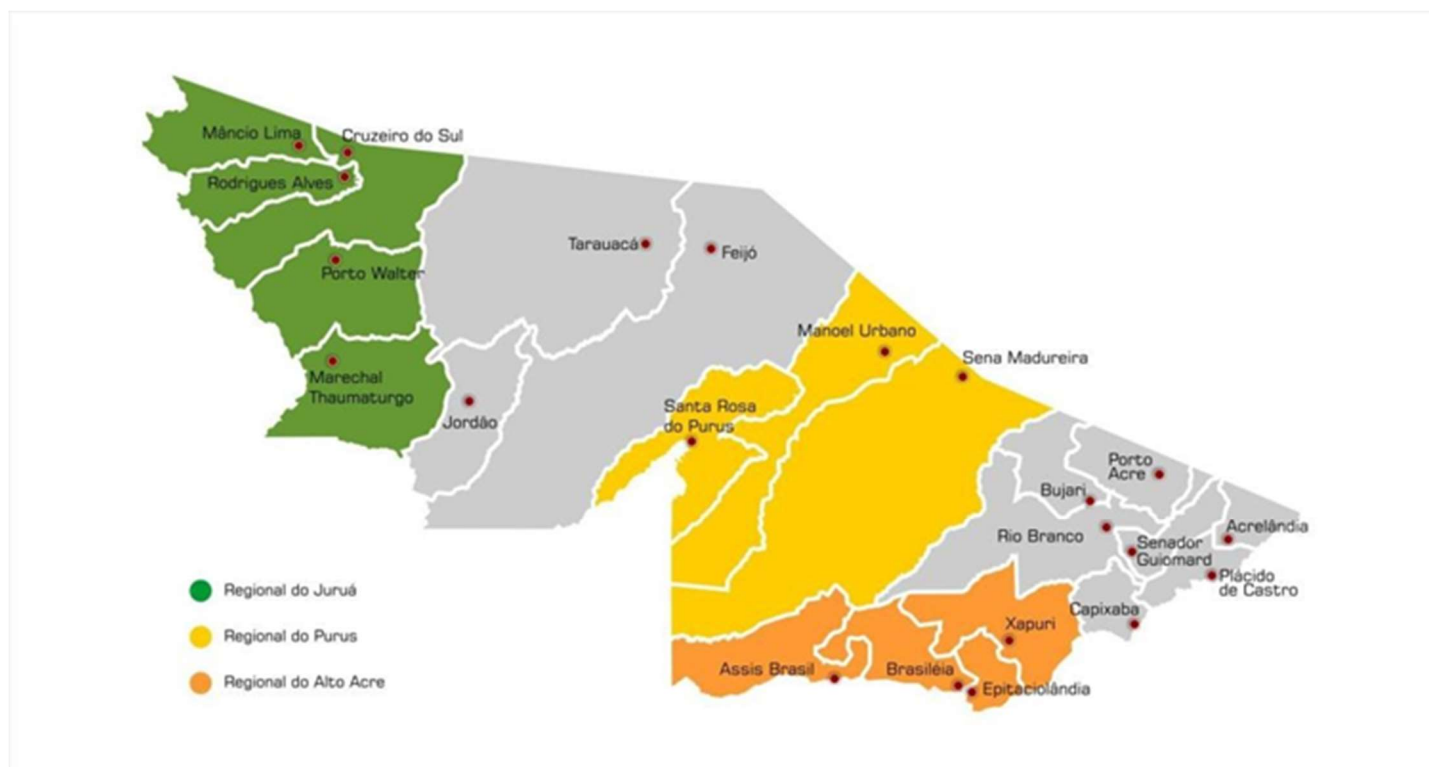 Mâncio Lima
Cruzeiro do Sul
Rodrigues Alves
Tarauacá
Feijó
Porto Walter
Manoel Urbano
Sena Madureira
Marechal
Thaumaturgo
Jordão
Santa Rosa
do Purus
Porto
Acre
Bujari
Rio Branco
Acrelândia
Senador
Guiomard
Plácido
de Castro
Capixaba
Xapuri
Assis Brasil
Brasiléia
Epitaciolândia
Regional do Juruá
Regional do Purus
Regional do Alto Acre